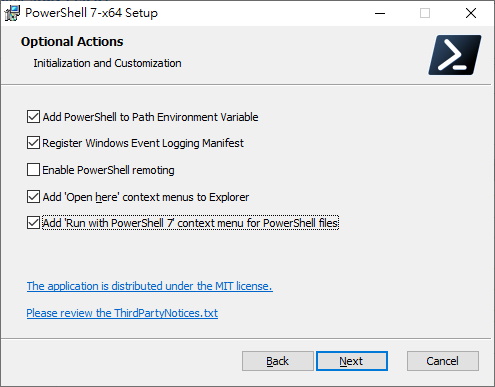 PowerShell 7-x64 Setup
Optional Actions
Initialization and Customization
Add PowerShell to Path Environment Variable
Register Windows Event Logging Manifest
Enable PowerShell remoting
Add 'Open here' context menus to Explorer
Add 'Run with PowerShell 7' context menu for PowerShell files
The application is distributed under the MIT license.
Please review the ThirdPartyNotices.txt
Back Next Cancel